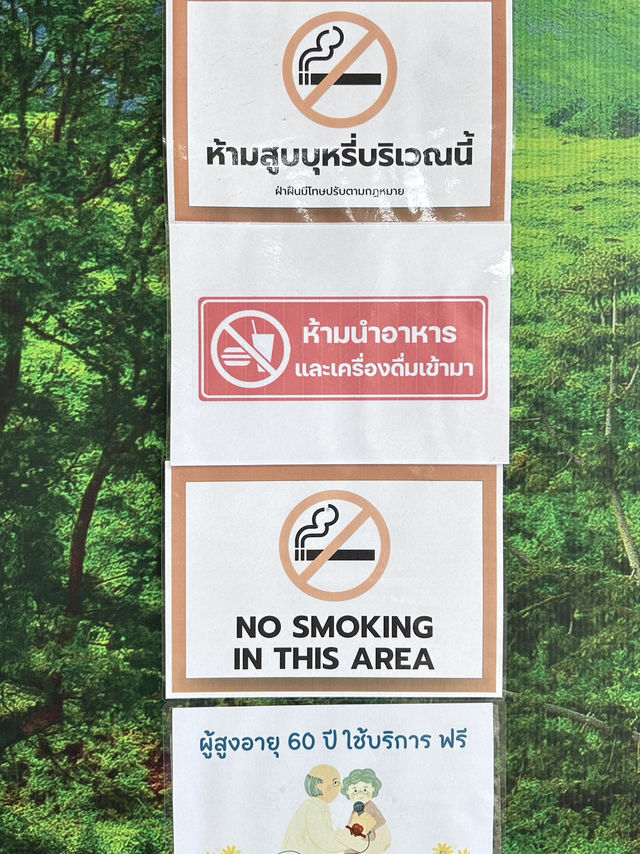 ห้ามสูบบุหรี่บริเวณนี้
ฝ่าฝืนมีโทษปรับตามกฎหมาย
ห้ามนำอาหาร
และเครื่องดื่มเข้ามา
NO SMOKING
IN THIS AREA
ผู้สูงอายุ 60 ปี ใช้บริการ ฟรี